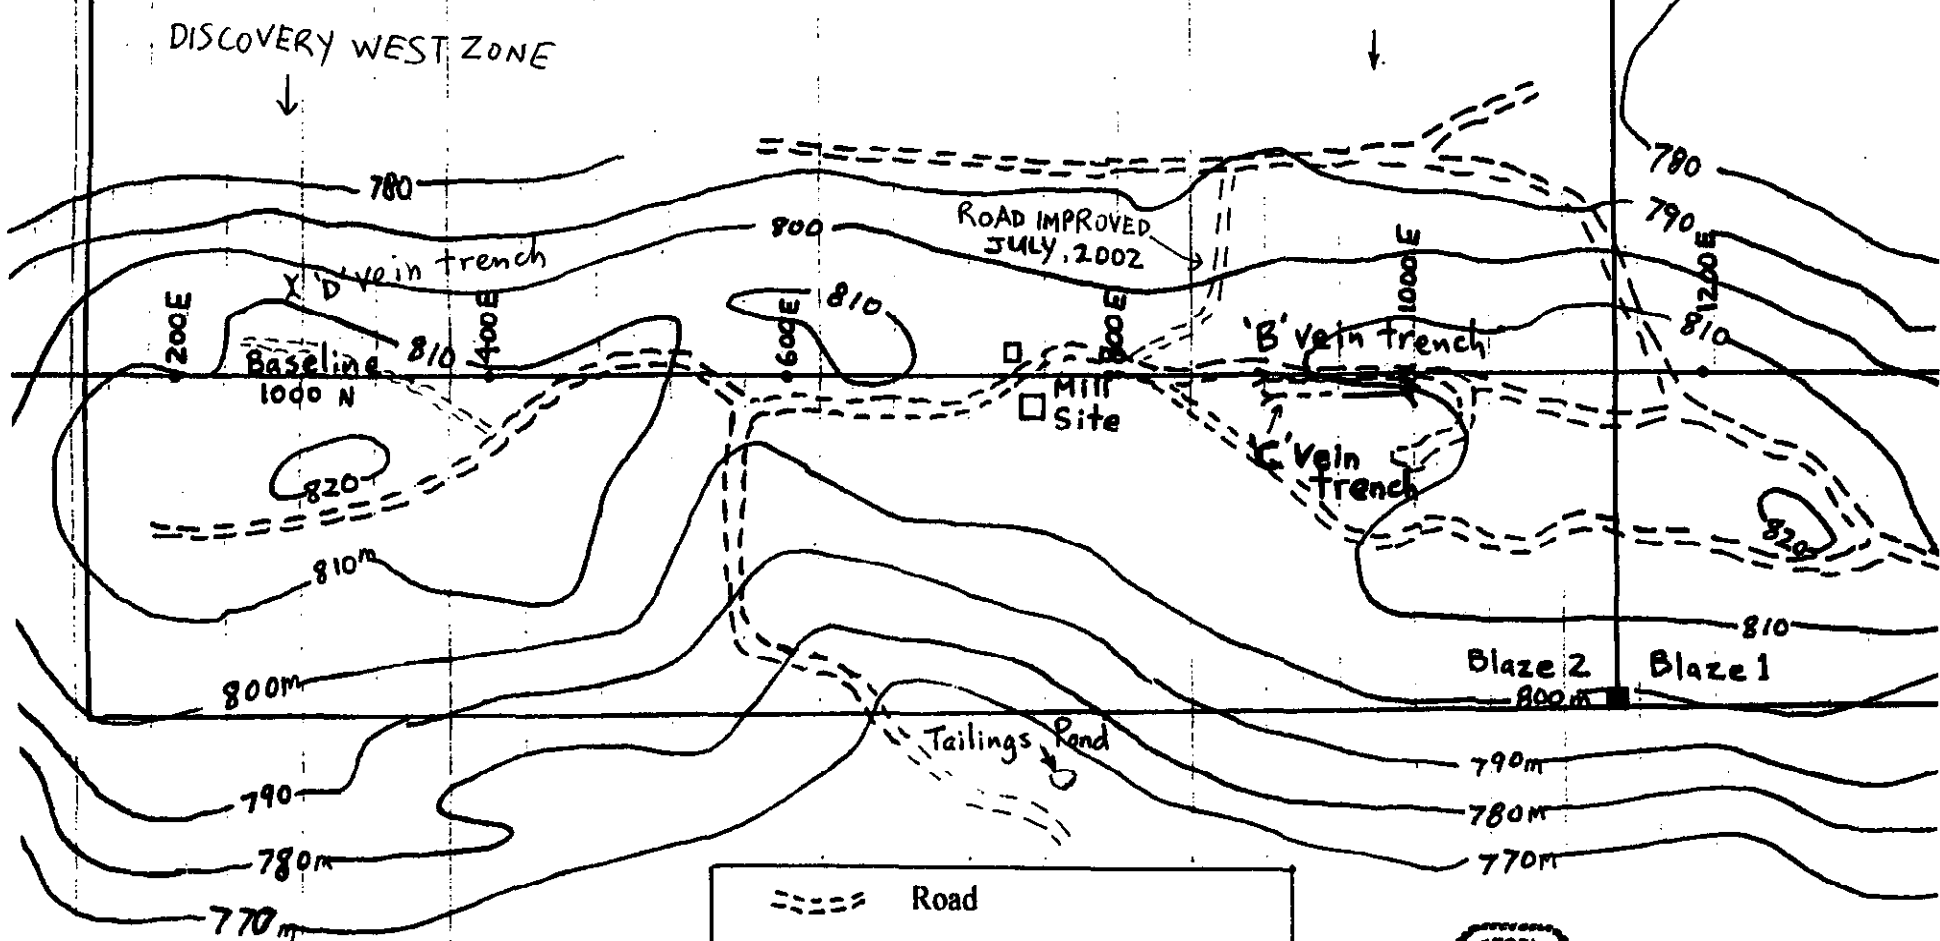 DISCOVERY WEST ZONE
780
780
790
800
ROAD IMPROVED
JULY, 2002
'D' vein trench
200E
400E
600E
1000E
1200E
810
810
810
'B' vein trench
Baseline
1000 N
Mill
Site
'C' vein
trench
820
820
810m
810
Blaze 2
Blaze 1
800m
800m
Tailings Pond
790m
790
780m
780m
770m
770m
Road